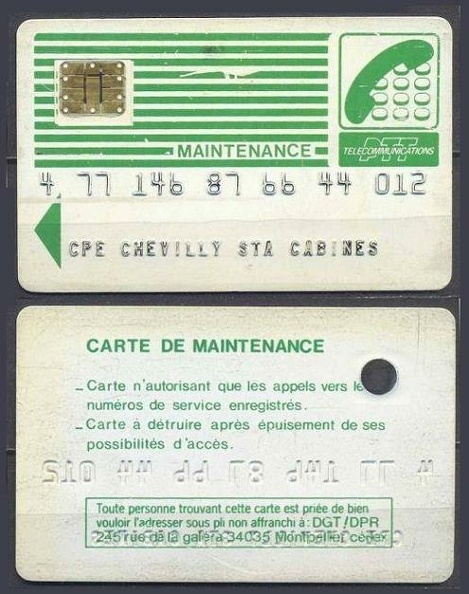 MAINTENANCE
PTT
TELECOMMUNICATIONS
4 77 146 87 66 44 012
CPE CHEVILLY STA CABINES
CARTE DE MAINTENANCE
_ Carte n'autorisant que les appels vers
numéros de service enregistrés.
_ Carte à détruire après épuisement de ses
possibilités d'accès.
Toute personne trouvant cette carte est priée de bien
vouloir l'adresser sous pli non affranchi à : DGT/DPR
245 rue de la galéra 34035 Montpellier cédex